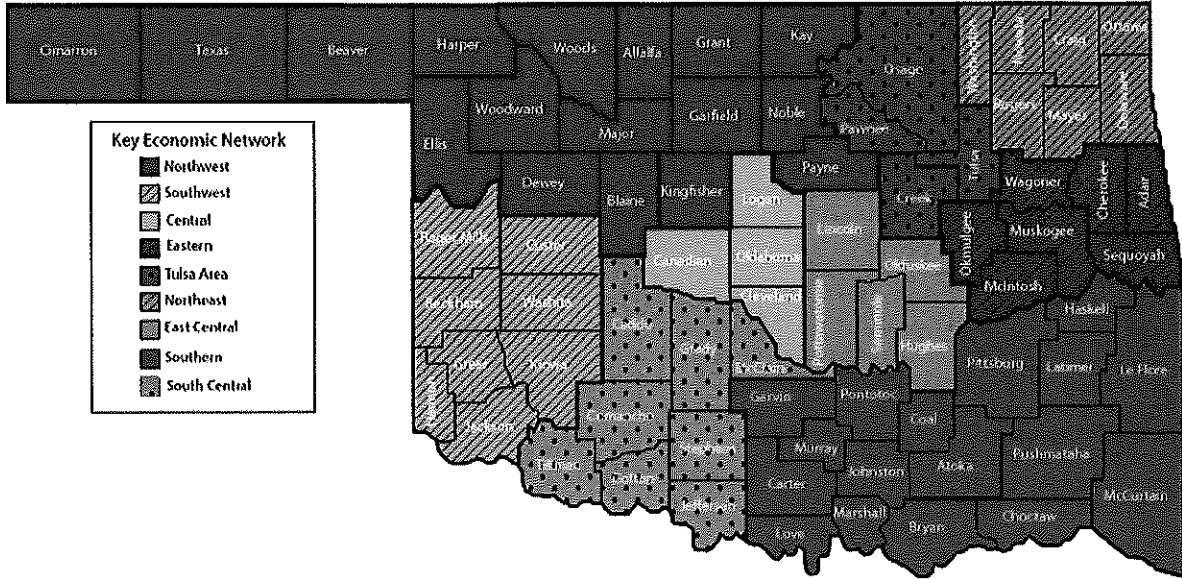 Cimarron Texas Beaver Harper Woods Alfalfa Grant Kay Osage Washington Nowata Craig Ottawa
Woodward Garfield Noble Pawnee Rogers Mayes Delaware
Ellis Major Tulsa
Key Economic Network
Northwest
Southwest
Central
Eastern
Tulsa Area
Northeast
East Central
Southern
South Central
Dewey Blaine Kingfisher Logan Payne Creek Wagoner Cherokee Adair
Roger Mills Custer Canadian Oklahoma Lincoln Okfuskee Okmulgee Muskogee Sequoyah
Beckham Washita Caddo Grady Cleveland McClain Pottawatomie Seminole Hughes McIntosh Haskell
Harmon Greer Kiowa Pittsburg Latimer Le Flore
Jackson Comanche Stephens Garvin Pontotoc Coal
Tillman Cotton Jefferson Murray Carter Johnston Atoka Pushmataha McCurtain
Love Marshall Bryan Choctaw